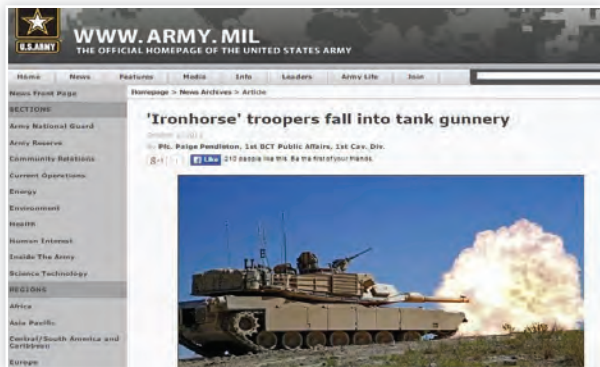 U.S.ARMY
WWW.ARMY.MIL
THE OFFICIAL HOMEPAGE OF THE UNITED STATES ARMY
Home News Features Media Info Leaders Army Life Join
News Front Page
Homepage > News Archives > Article
SECTIONS
Army National Guard
Army Reserve
Community Relations
Current Operations
Energy
Environment
Health
Human Interest
Inside The Army
Science Technology
REGIONS
Africa
Asia Pacific
Central/South America and
Caribbean
Europe
'Ironhorse' troopers fall into tank gunnery
By Pfc. Paige Pendleton, 1st BCT Public Affairs, 1st Cav. Div.
Like 210 people like this. Be the first of your friends.